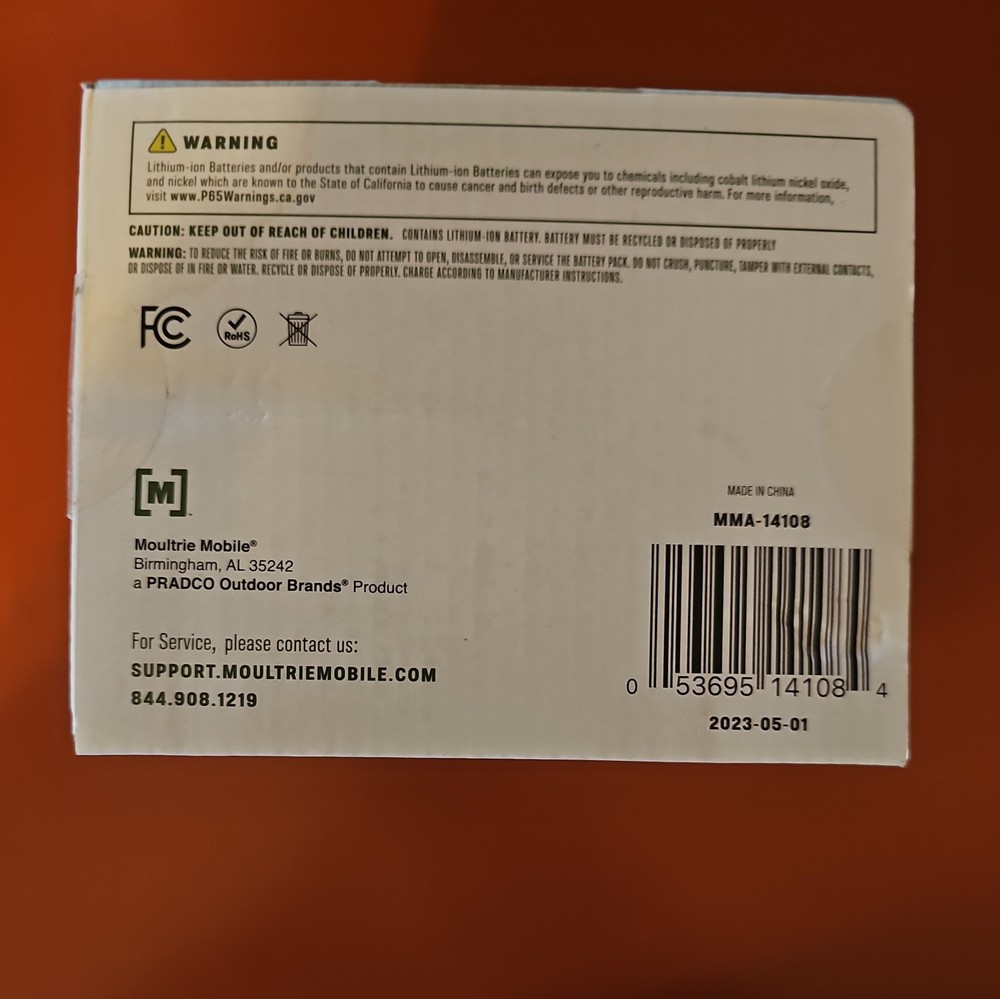 WARNING
Lithium-ion Batteries and/or products that contain Lithium-ion Batteries can expose you to chemicals including cobalt lithium nickel oxide,
and nickel which are known to the State of California to cause cancer and birth defects or other reproductive harm. For more information,
visit www.P65Warnings.ca.gov
CAUTION: KEEP OUT OF REACH OF CHILDREN. CONTAINS LITHIUM-ION BATTERY. BATTERY MUST BE RECYCLED OR DISPOSED OF PROPERLY
WARNING: TO REDUCE THE RISK OF FIRE OR BURNS, DO NOT ATTEMPT TO OPEN, DISASSEMBLE, OR SERVICE THE BATTERY PACK. DO NOT CRUSH, PUNCTURE, TAMPER WITH EXTERNAL CONTACTS,
OR DISPOSE OF IN FIRE OR WATER. RECYCLE OR DISPOSE OF PROPERLY. CHARGE ACCORDING TO MANUFACTURER INSTRUCTIONS.
FC RoHS
[M]
Moultrie Mobile®
Birmingham, AL 35242
a PRADCO Outdoor Brands® Product
For Service, please contact us:
SUPPORT.MOULTRIEMOBILE.COM
844.908.1219
MADE IN CHINA
MMA-14108
0 53695 14108 4
2023-05-01